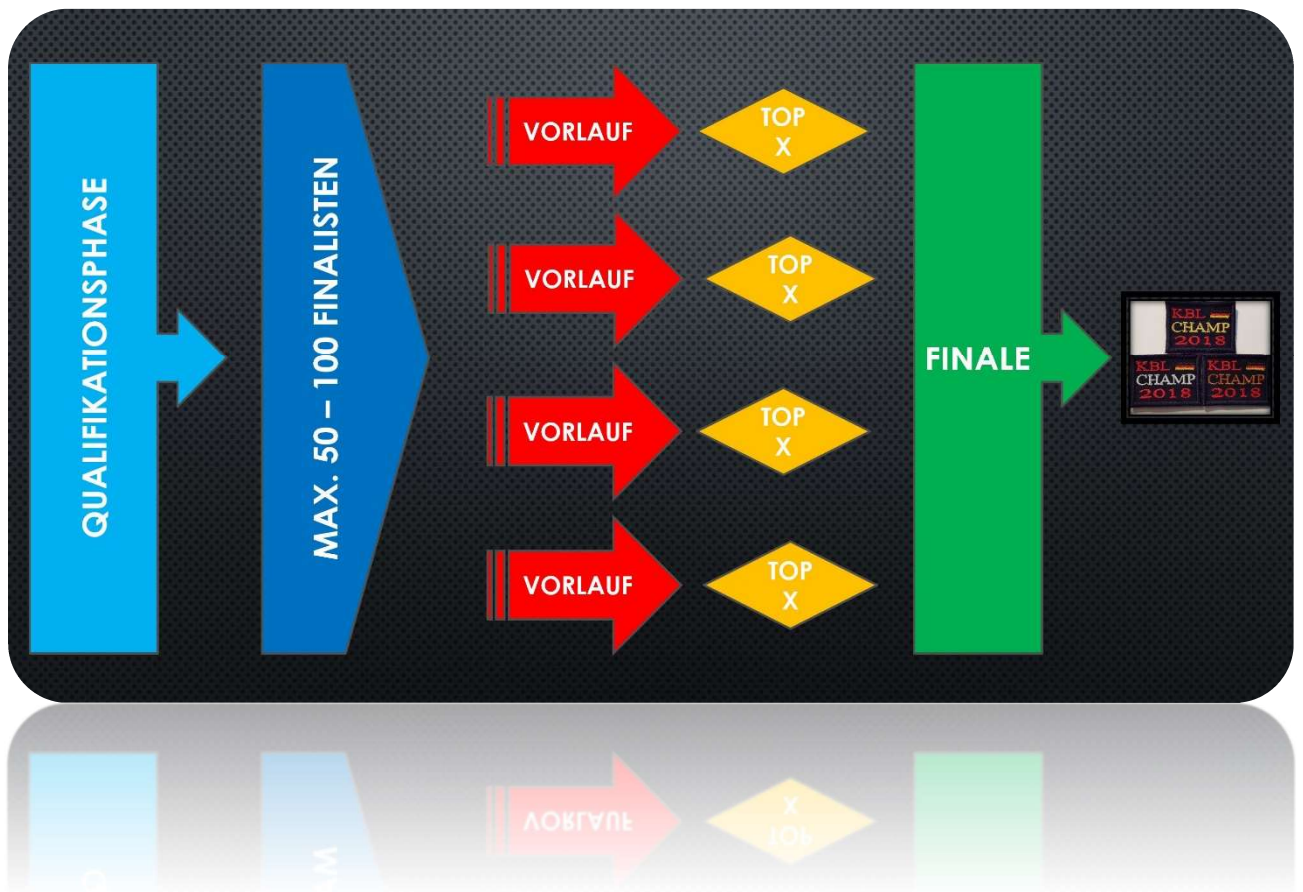 QUALIFIKATIONSPHASE
MAX. 50 – 100 FINALISTEN
VORLAUF
TOP
X
VORLAUF
TOP
X
VORLAUF
TOP
X
VORLAUF
TOP
X
FINALE
KBL
CHAMP
2018
KBL
CHAMP
2018
KBL
CHAMP
2018